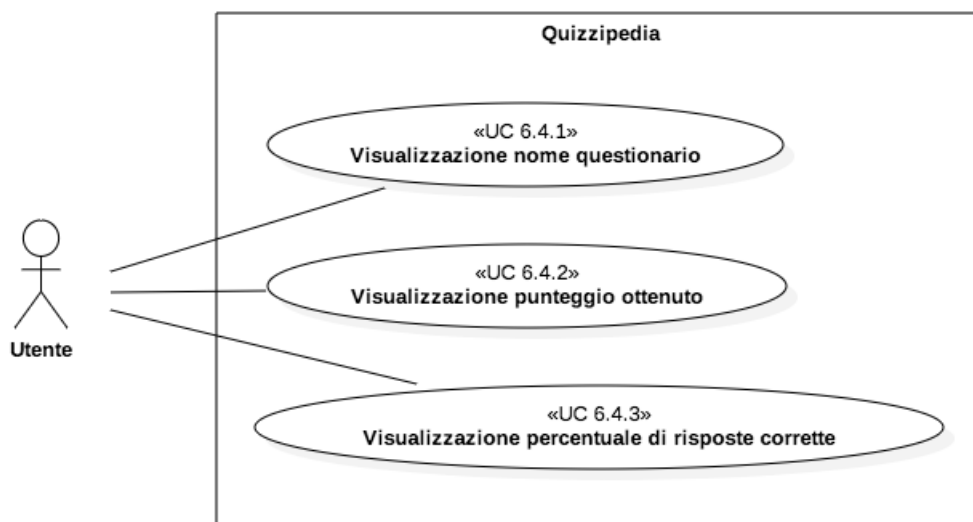 Quizzipedia
«UC 6.4.1»
Visualizzazione nome questionario
«UC 6.4.2»
Visualizzazione punteggio ottenuto
Utente
«UC 6.4.3»
Visualizzazione percentuale di risposte corrette